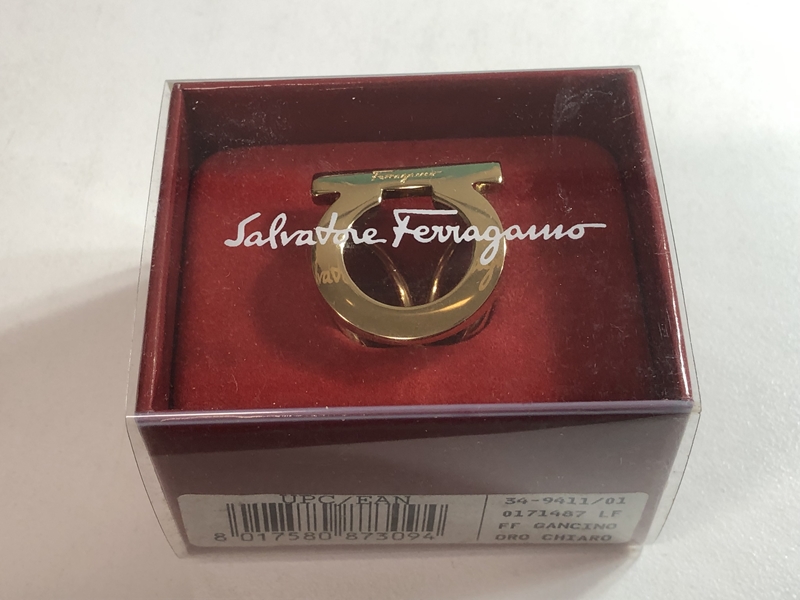 Ferragamo
Salvatore Ferragamo
UPC/EAN
8 017580 873094
34-9411/01
0171487 LF
FF GANCINO
ORO CHIARO